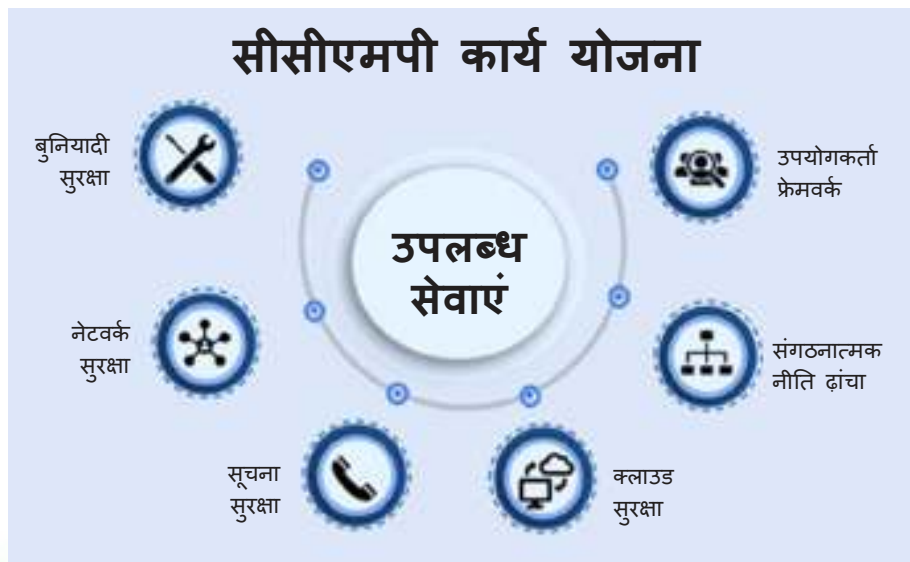 सीसीएमपी कार्य योजना
बुनियादी
सुरक्षा
उपयोगकर्ता
फ्रेमवर्क
उपलब्ध
सेवाएं
नेटवर्क
सुरक्षा
संगठनात्मक
नीति ढ़ांचा
सूचना
सुरक्षा
क्लाउड
सुरक्षा